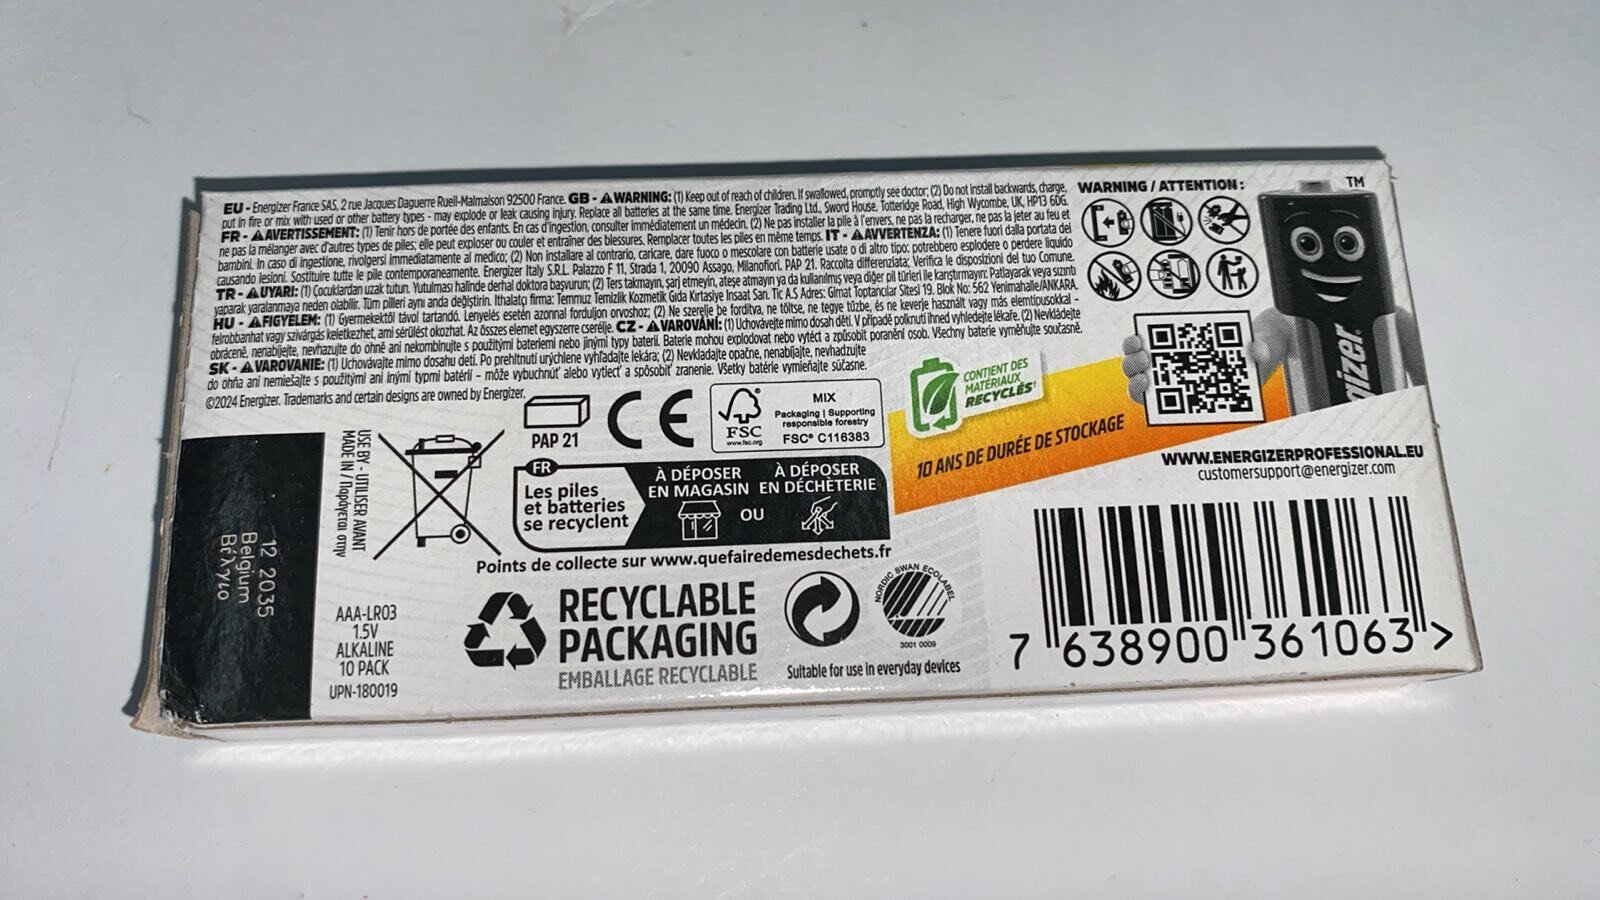 EU - Energizer France SAS, 2 rue Jacques Daguerre Rueil-Malmaison 92500 France. GB - ⚠WARNING: (1) Keep out of reach of children. If swallowed, promptly see doctor; (2) Do not install backwards, charge,
put in fire or mix with used or other battery types - may explode or leak causing injury. Replace all batteries at the same time. Energizer Trading Ltd., Sword House, Totteridge Road, High Wycombe, UK, HP13 6DG.
FR - ⚠AVERTISSEMENT: (1) Tenir hors de portée des enfants. En cas d'ingestion, consulter immédiatement un médecin. (2) Ne pas installer la pile à l'envers, ne pas la recharger, ne pas la jeter au feu et
ne pas la mélanger avec d'autres types de piles; elle peut exploser ou couler et entraîner des blessures. Remplacer toutes les piles en même temps. IT - ⚠AVVERTENZA: (1) Tenere fuori dalla portata dei
bambini. In caso di ingestione, rivolgersi immediatamente al medico; (2) Non installare al contrario, caricare, dare fuoco o mescolare con batterie usate o di altro tipo: potrebbero esplodere o perdere liquido
causando lesioni. Sostituire tutte le pile contemporaneamente. Energizer Italy S.R.L. Palazzo F 11, Strada 1, 20090 Assago, Milanofiori. PAP 21. Raccolta differenziata; Verifica le disposizioni del tuo Comune.
TR - ⚠UYARI: (1) Çocuklardan uzak tutun. Yutulması halinde derhal doktora başvurun; (2) Ters takmayın, şarj etmeyin, ateşe atmayın ya da kullanılmış veya diğer pil türleri ile karıştırmayın; Patlayarak veya sızıntı
yaparak yaralanmaya neden olabilir. Tüm pilleri aynı anda değiştirin. Ithalatçı firma: Temmuz Temizlik Kozmetik Gıda Kırtasiye Insaat San. Tic A.S Adres: Gimat Toptancilar Sitesi 19. Blok No: 562 Yenimahalle/ANKARA.
HU - ⚠FIGYELEM: (1) Gyermekektől távol tartandó. Lenyelés esetén azonnal forduljon orvoshoz; (2) Ne szerelje be fordítva, ne töltse, ne tegye tűzbe, és ne keverje használt vagy más elemtípusokkal -
felrobbanhat vagy szivárgás keletkezhet, ami sérülést okozhat. Az összes elemet egyszerre cserélje. CZ - ⚠VAROVÁNÍ: (1) Uchovávejte mimo dosah dětí. V případě polknutí ihned vyhledejte lékaře. (2) Nevkládejte
obráceně, nenabíjejte, nevhazujte do ohně ani nekombinujte s použitými bateriemi nebo jinými typy baterií. Baterie mohou explodovat nebo vytéct a způsobit poranění osob. Všechny baterie vyměňujte současně.
SK - ⚠VAROVANIE: (1) Uchovávajte mimo dosahu detí. Po prehltnutí urýchlene vyhľadajte lekára; (2) Nevkladajte opačne, nenabíjajte, nevhadzujte
do ohňa ani nemiešajte s použitými ani inými typmi batérií – môže vybuchnúť alebo vytiecť a spôsobiť zranenie. Všetky batérie vymieňajte súčasne.
©2024 Energizer. Trademarks and certain designs are owned by Energizer.
WARNING / ATTENTION:
TM
Energizer
CONTIENT DES
MATÉRIAUX
RECYCLÉS
10 ANS DE DURÉE DE STOCKAGE
WWW.ENERGIZERPROFESSIONAL.EU
customersupport@energizer.com
PAP 21
CE
FSC
www.fsc.org
MIX
Packaging | Supporting
responsible forestry
FSC® C116383
FR
Les piles
et batteries
se recyclent
À DÉPOSER
EN MAGASIN
OU
À DÉPOSER
EN DÉCHÈTERIE
Points de collecte sur www.quefairedemesdechets.fr
USE BY - UTILISER AVANT
MADE IN / Παράγεται στην
12 2035
Belgium
Βέλγιο
AAA-LR03
1.5V
ALKALINE
10 PACK
UPN-180019
RECYCLABLE
PACKAGING
EMBALLAGE RECYCLABLE
NORDIC SWAN ECOLABEL
3001 0009
Suitable for use in everyday devices
7 638900 361063 >